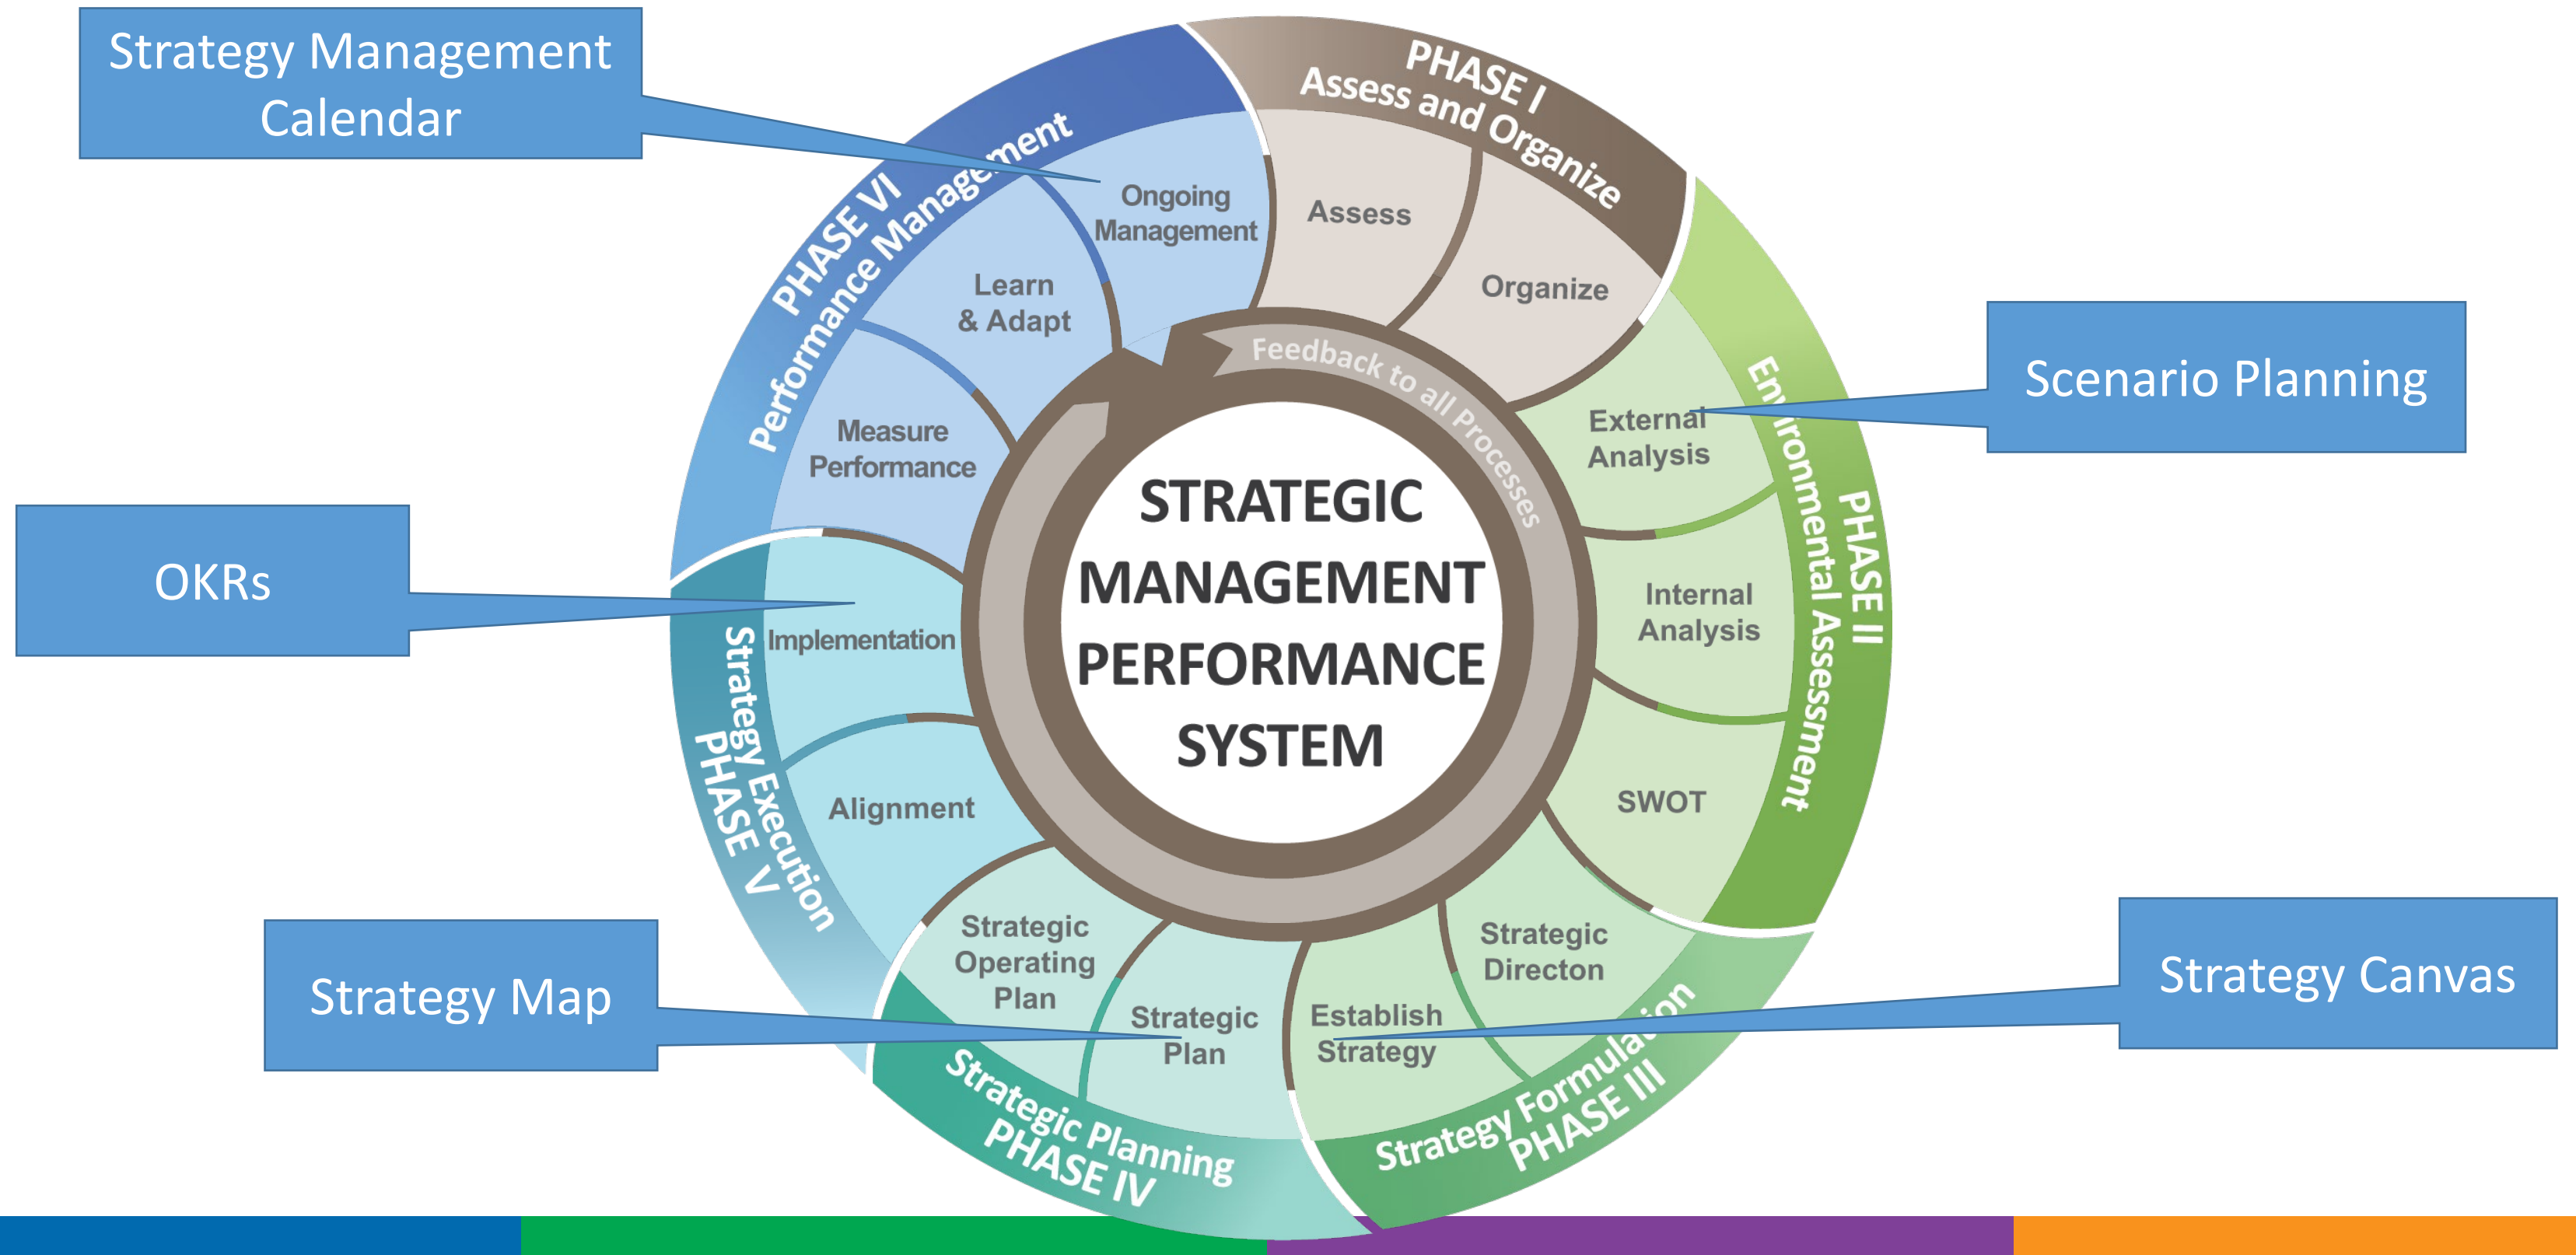 Strategy Management
Calendar
PHASE I
Assess and Organize
Assess
Organize
PHASE II
Environmental Assessment
External
Analysis
Internal
Analysis
SWOT
Scenario Planning
Strategy Formulation
PHASE III
Strategic
Directon
Establish
Strategy
Strategy Canvas
Strategic Planning
PHASE IV
Strategic
Plan
Strategic
Operating
Plan
Strategy Map
Strategy Execution
PHASE V
Alignment
Implementation
OKRs
PHASE VI
Performance Management
Measure
Performance
Learn
& Adapt
Ongoing
Management
Feedback to all Processes
STRATEGIC
MANAGEMENT
PERFORMANCE
SYSTEM